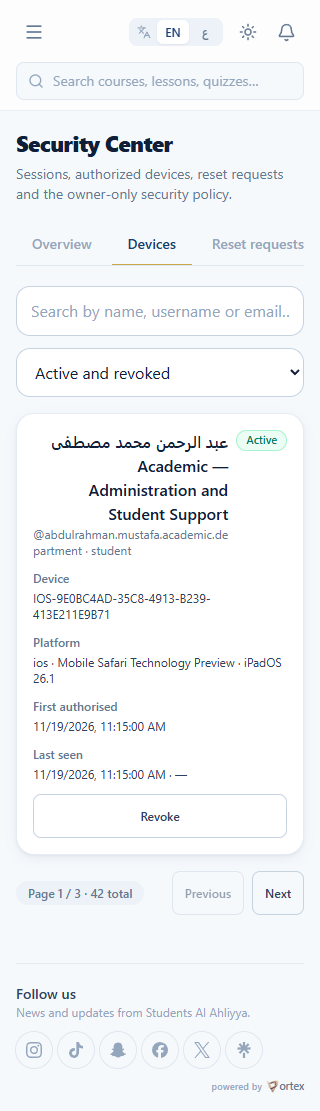 EN
ع
Search courses, lessons, quizzes...
Security Center
Sessions, authorized devices, reset requests
and the owner-only security policy.
Overview
Devices
Reset requests
Search by name, username or email..
Active and revoked
عبد الرحمن محمد مصطفى
Academic —
Administration and
Student Support
Active
@abdulrahman.mustafa.academic.de
partment · student
Device
IOS-9E0BC4AD-35C8-4913-B239-
413E211E9B71
Platform
ios · Mobile Safari Technology Preview · iPadOS
26.1
First authorised
11/19/2026, 11:15:00 AM
Last seen
11/19/2026, 11:15:00 AM · —
Revoke
Page 1 / 3 · 42 total
Previous
Next
Follow us
News and updates from Students Al Ahliyya.
powered by Vortex